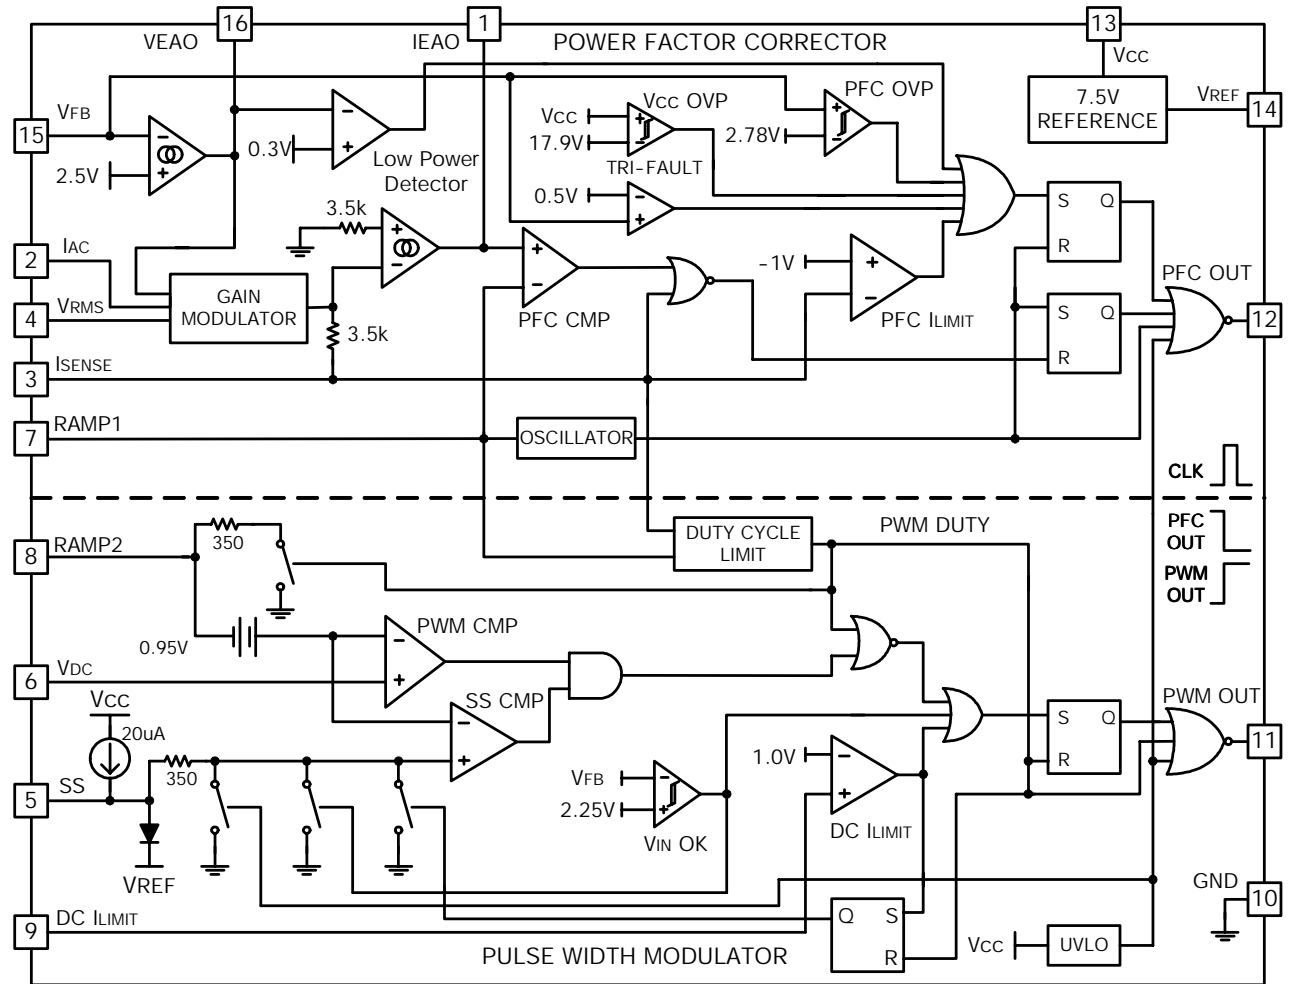 16
1
13
VEAO
IEAO
POWER FACTOR CORRECTOR
VCC
15
VFB
2.5V
0.3V
Low Power
Detector
VCC
17.9V
VCC OVP
TRI-FAULT
0.5V
PFC OVP
2.78V
7.5V
REFERENCE
VREF
14
3.5k
2
IAC
4
VRMS
GAIN
MODULATOR
3.5k
3
ISENSE
PFC CMP
-1V
PFC ILIMIT
S
Q
R
S
Q
R
PFC OUT
12
7
RAMP1
OSCILLATOR
CLK
8
RAMP2
350
DUTY CYCLE
LIMIT
PWM DUTY
PFC
OUT
PWM
OUT
0.95V
PWM CMP
6
VDC
VCC
20uA
SS CMP
350
5
SS
VREF
VFB
2.25V
VIN OK
1.0V
DC ILIMIT
S
Q
R
PWM OUT
11
9
DC ILIMIT
Q
S
R
PULSE WIDTH MODULATOR
VCC
UVLO
GND
10